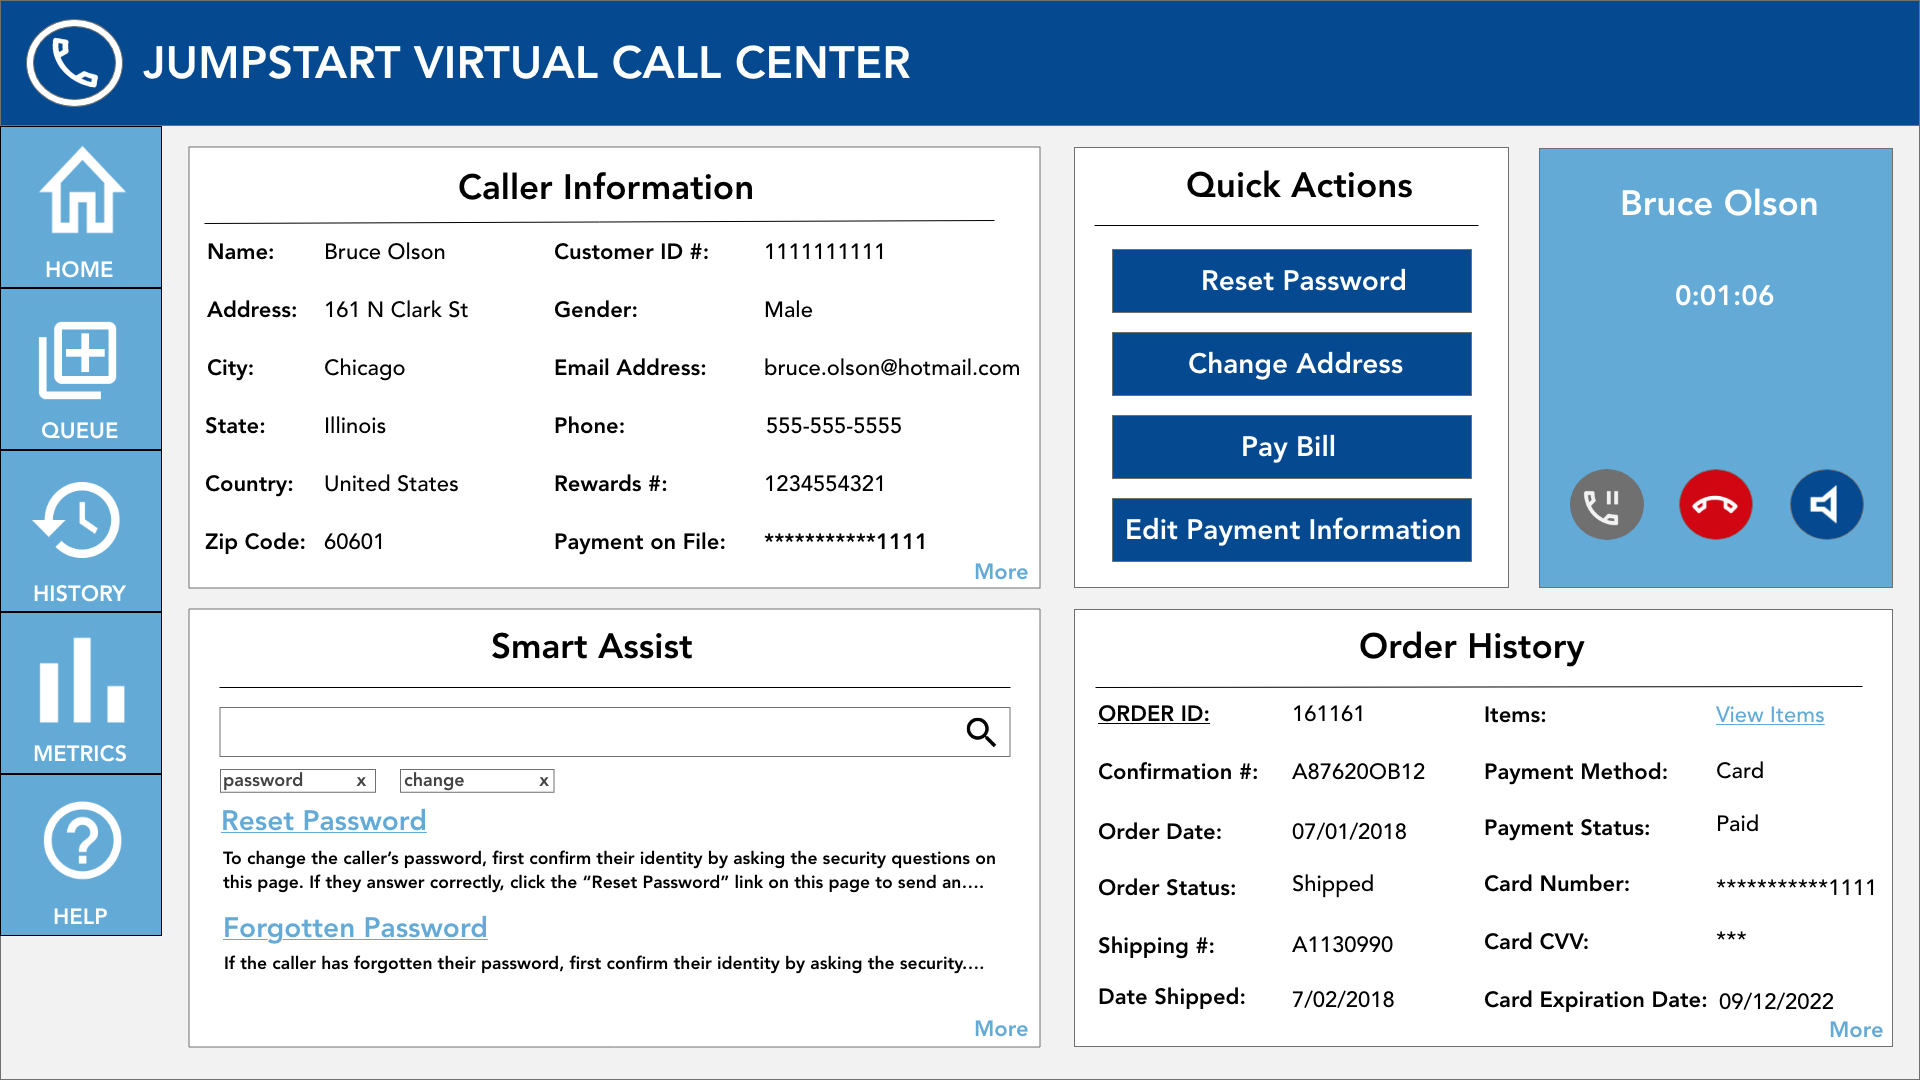 JUMPSTART VIRTUAL CALL CENTER
HOME
QUEUE
HISTORY
METRICS
HELP
Caller Information
Name: Bruce Olson Customer ID #: 1111111111
Address: 161 N Clark St Gender: Male
City: Chicago Email Address: bruce.olson@hotmail.com
State: Illinois Phone: 555-555-5555
Country: United States Rewards #: 1234554321
Zip Code: 60601 Payment on File: ***********1111
More
Quick Actions
Reset Password
Change Address
Pay Bill
Edit Payment Information
Bruce Olson
0:01:06
Smart Assist
password x change x
Reset Password
To change the caller’s password, first confirm their identity by asking the security questions on
this page. If they answer correctly, click the “Reset Password” link on this page to send an....
Forgotten Password
If the caller has forgotten their password, first confirm their identity by asking the security....
More
Order History
ORDER ID: 161161 Items: View Items
Confirmation #: A87620OB12 Payment Method: Card
Order Date: 07/01/2018 Payment Status: Paid
Order Status: Shipped Card Number: ***********1111
Shipping #: A1130990 Card CVV: ***
Date Shipped: 7/02/2018 Card Expiration Date: 09/12/2022
More